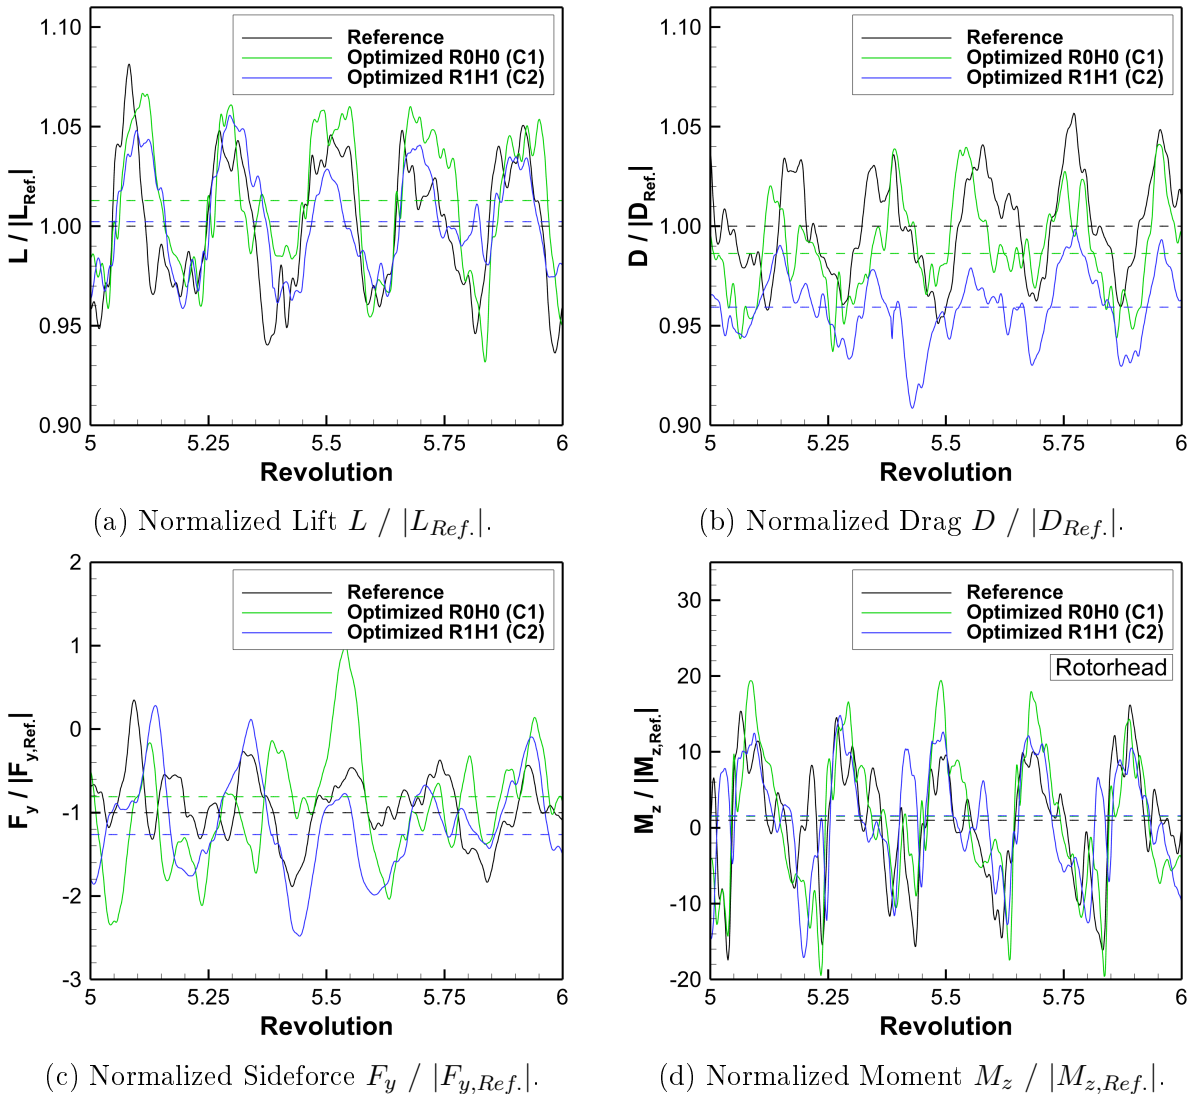 1.10
1.05
1.00
0.95
0.90
L / |L_Ref.|
Reference
Optimized R0H0 (C1)
Optimized R1H1 (C2)
5 5.25 5.5 5.75 6
Revolution
(a) Normalized Lift L / |L_Ref.|.
1.10
1.05
1.00
0.95
0.90
D / |D_Ref.|
Reference
Optimized R0H0 (C1)
Optimized R1H1 (C2)
5 5.25 5.5 5.75 6
Revolution
(b) Normalized Drag D / |D_Ref.|.
2
1
0
-1
-2
-3
F_y / |F_y,Ref.|
Reference
Optimized R0H0 (C1)
Optimized R1H1 (C2)
5 5.25 5.5 5.75 6
Revolution
(c) Normalized Sideforce F_y / |F_y,Ref.|.
30
20
10
0
-10
-20
M_z / |M_z,Ref.|
Reference
Optimized R0H0 (C1)
Optimized R1H1 (C2)
Rotorhead
5 5.25 5.5 5.75 6
Revolution
(d) Normalized Moment M_z / |M_z,Ref.|.